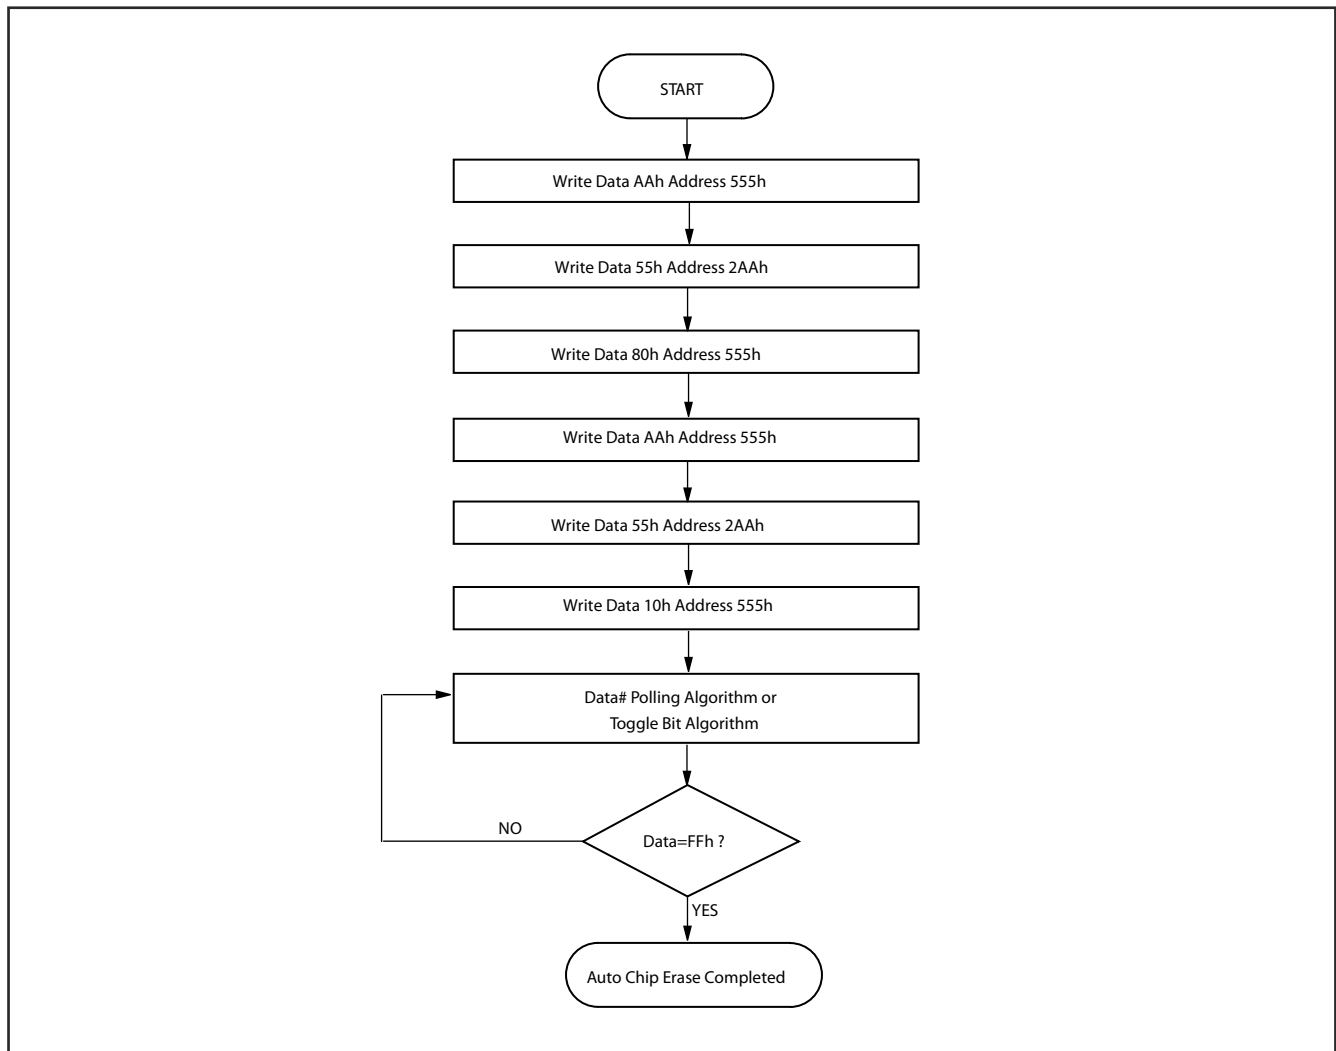 START
Write Data AAh Address 555h
Write Data 55h Address 2AAh
Write Data 80h Address 555h
Write Data AAh Address 555h
Write Data 55h Address 2AAh
Write Data 10h Address 555h
Data# Polling Algorithm or
Toggle Bit Algorithm
NO
Data=FFh ?
YES
Auto Chip Erase Completed